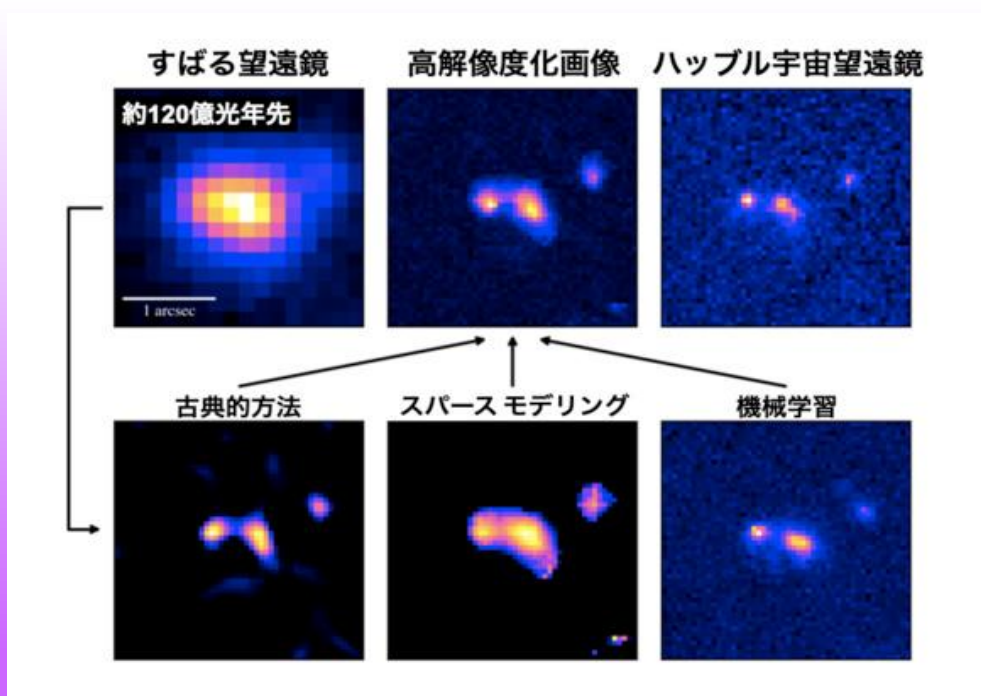 すばる望遠鏡
高解像度化画像
ハッブル宇宙望遠鏡
約120億光年先
1 arcsec
古典的方法
スパース モデリング
機械学習